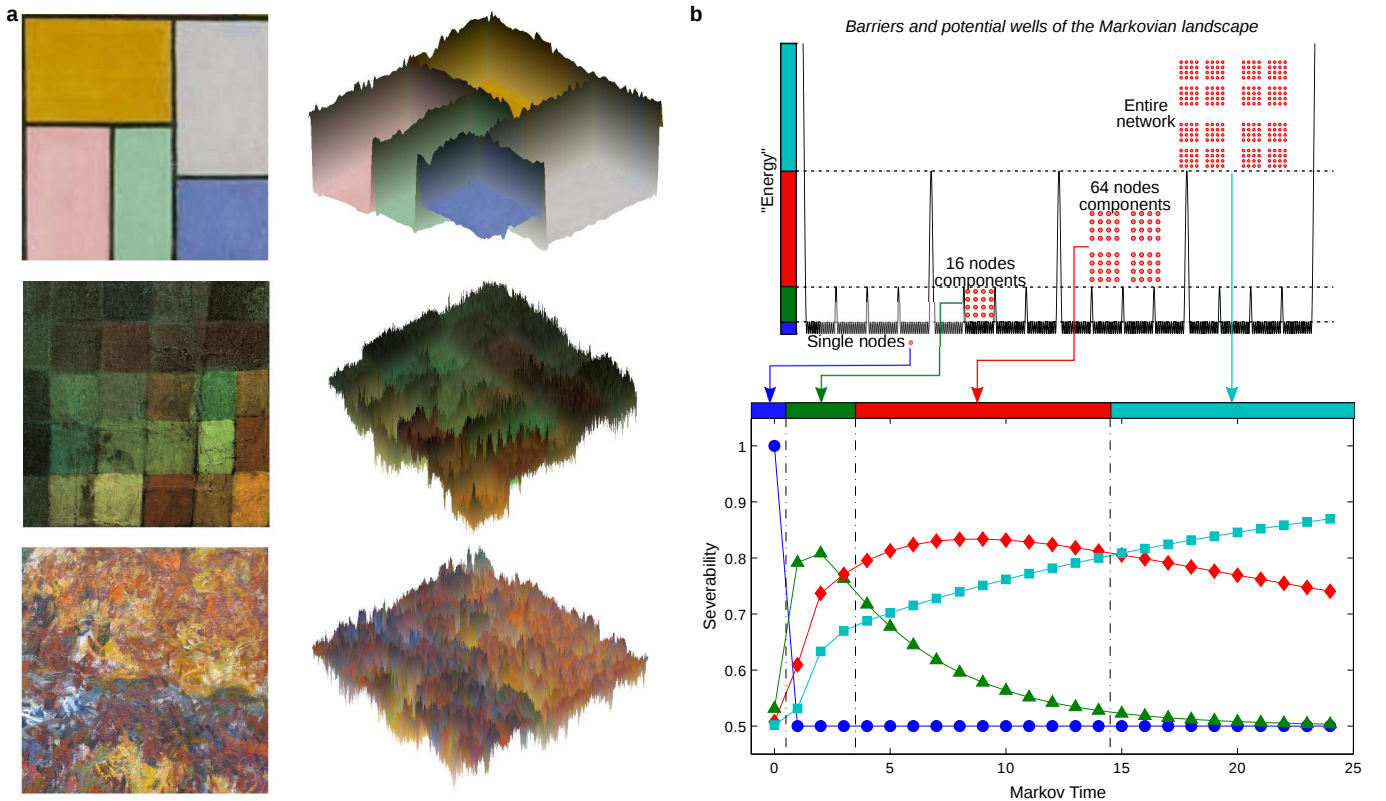 a
b
Barriers and potential wells of the Markovian landscape
"Energy"
Entire
network
64 nodes
components
16 nodes
components
Single nodes
Severability
1
0.9
0.8
0.7
0.6
0.5
0
5
10
15
20
25
Markov Time